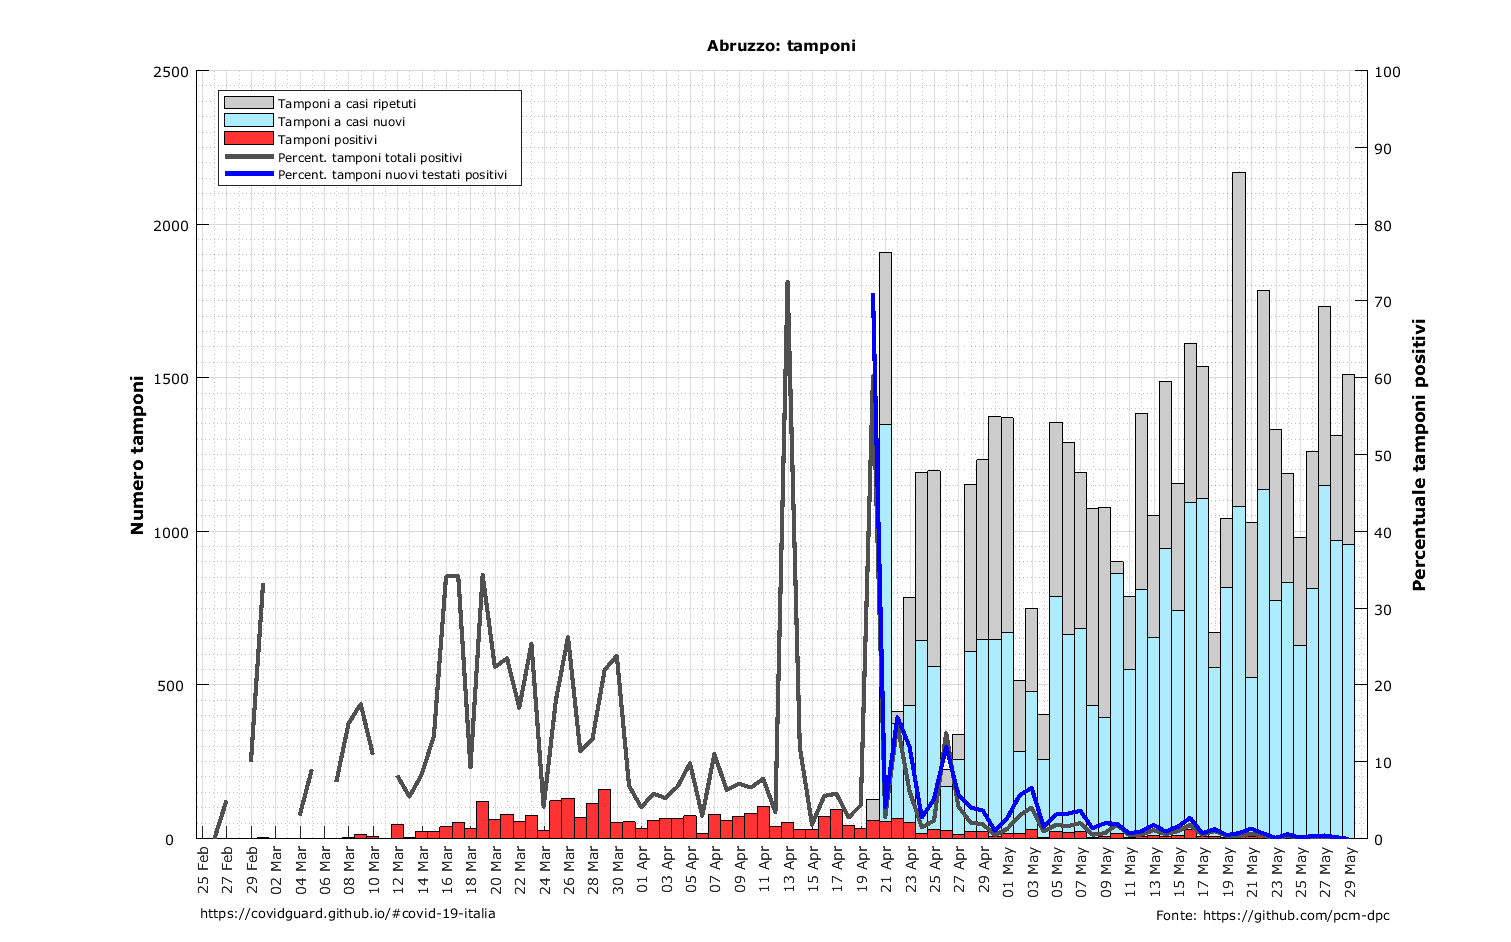 Abruzzo: tamponi
Tamponi a casi ripetuti
Tamponi a casi nuovi
Tamponi positivi
Percent. tamponi totali positivi
Percent. tamponi nuovi testati positivi
Numero tamponi
2500
2000
1500
1000
500
0
Percentuale tamponi positivi
100
90
80
70
60
50
40
30
20
10
0
25 Feb
27 Feb
29 Feb
02 Mar
04 Mar
06 Mar
08 Mar
10 Mar
12 Mar
14 Mar
16 Mar
18 Mar
20 Mar
22 Mar
24 Mar
26 Mar
28 Mar
30 Mar
01 Apr
03 Apr
05 Apr
07 Apr
09 Apr
11 Apr
13 Apr
15 Apr
17 Apr
19 Apr
21 Apr
23 Apr
25 Apr
27 Apr
29 Apr
01 May
03 May
05 May
07 May
09 May
11 May
13 May
15 May
17 May
19 May
21 May
23 May
25 May
27 May
29 May
https://covidguard.github.io/#covid-19-italia
Fonte: https://github.com/pcm-dpc